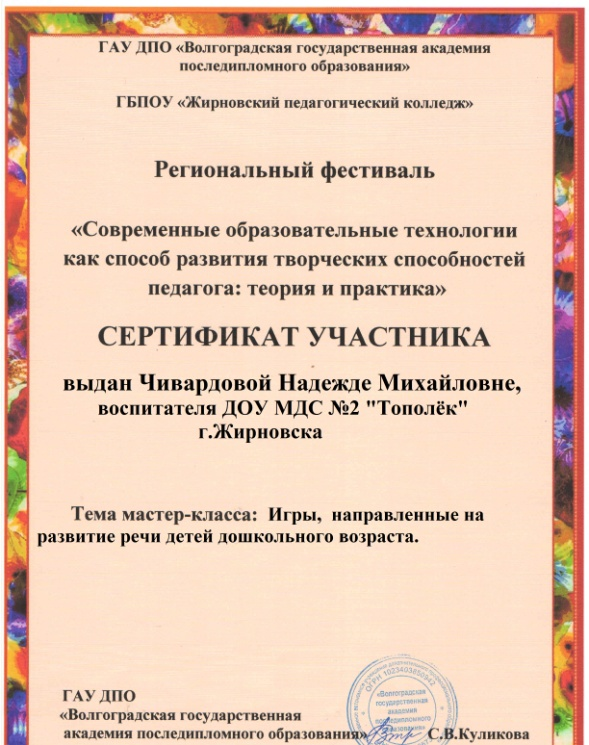 ГАУ ДПО «Волгоградская государственная академия
последипломного образования»
ГБПОУ «Жирновский педагогический колледж»
Региональный фестиваль
«Современные образовательные технологии
как способ развития творческих способностей
педагога: теория и практика»
СЕРТИФИКАТ УЧАСТНИКА
выдан Чивардовой Надежде Михайловне,
воспитателя ДОУ МДС №2 "Тополёк"
г.Жирновска
Тема мастер-класса: Игры, направленные на
развитие речи детей дошкольного возраста.
ГАУ ДПО
«Волгоградская государственная
академия последипломного образования»
С.В.Куликова
«Волгоградская
государственная
академия
последипломного
образования»